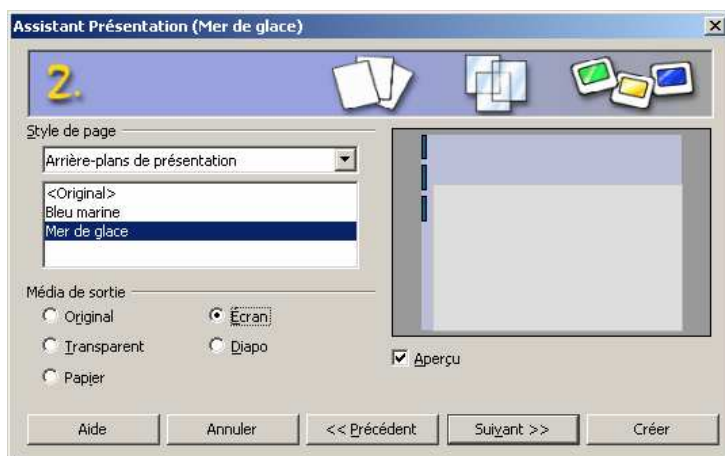 Assistant Présentation (Mer de glace)
2.
Style de page
Arrière-plans de présentation
<Original>
Bleu marine
Mer de glace
Média de sortie
Original
Écran
Transparent
Diapo
Papier
Aperçu
Aide
Annuler
<< Précédent
Suivant >>
Créer